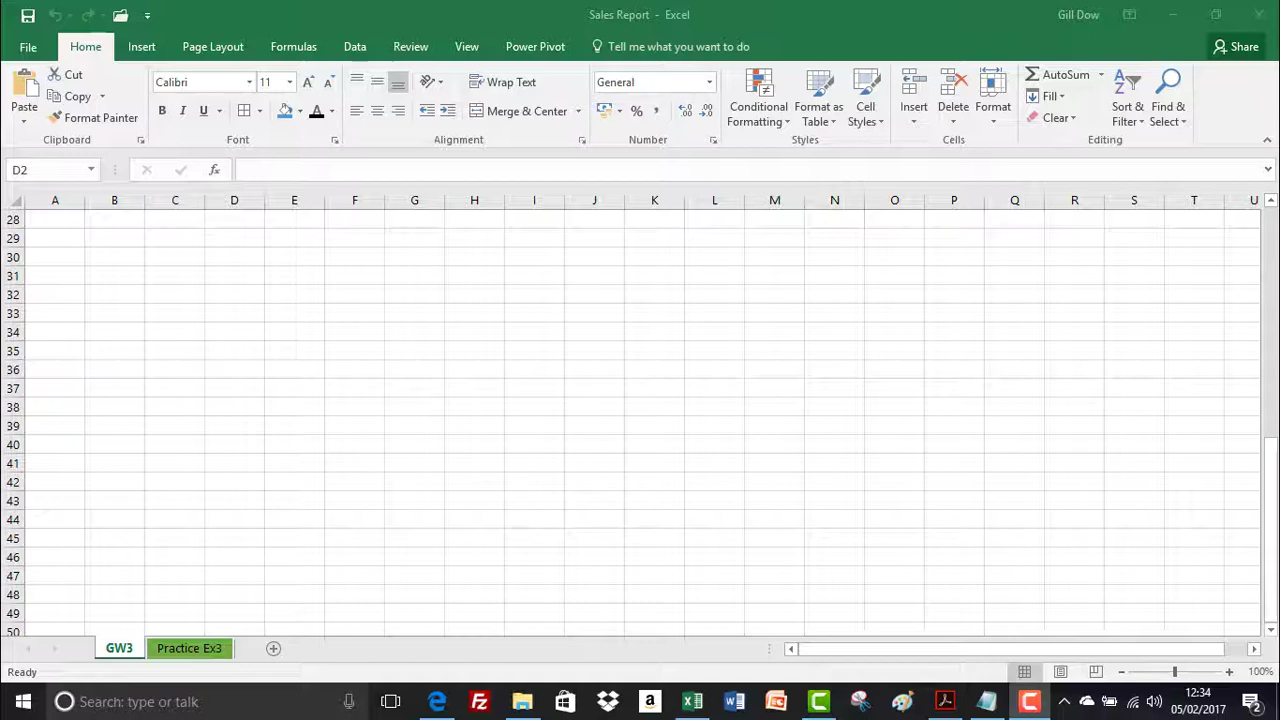 Sales Report - Excel
Gill Dow
File Home Insert Page Layout Formulas Data Review View Power Pivot Tell me what you want to do Share
Paste
Cut
Copy
Format Painter
Clipboard
Calibri 11
B I U A
Font
Wrap Text
Merge & Center
Alignment
General
%
Number
Conditional Formatting
Format as Table
Cell Styles
Styles
Insert Delete Format
Cells
AutoSum
Fill
Clear
Sort & Filter
Find & Select
Editing
D2
fx
A B C D E F G H I J K L M N O P Q R S T U
28
29
30
31
32
33
34
35
36
37
38
39
40
41
42
43
44
45
46
47
48
49
50
GW3 Practice Ex3
Ready
100%
Search: type or talk
12:34
05/02/2017
2